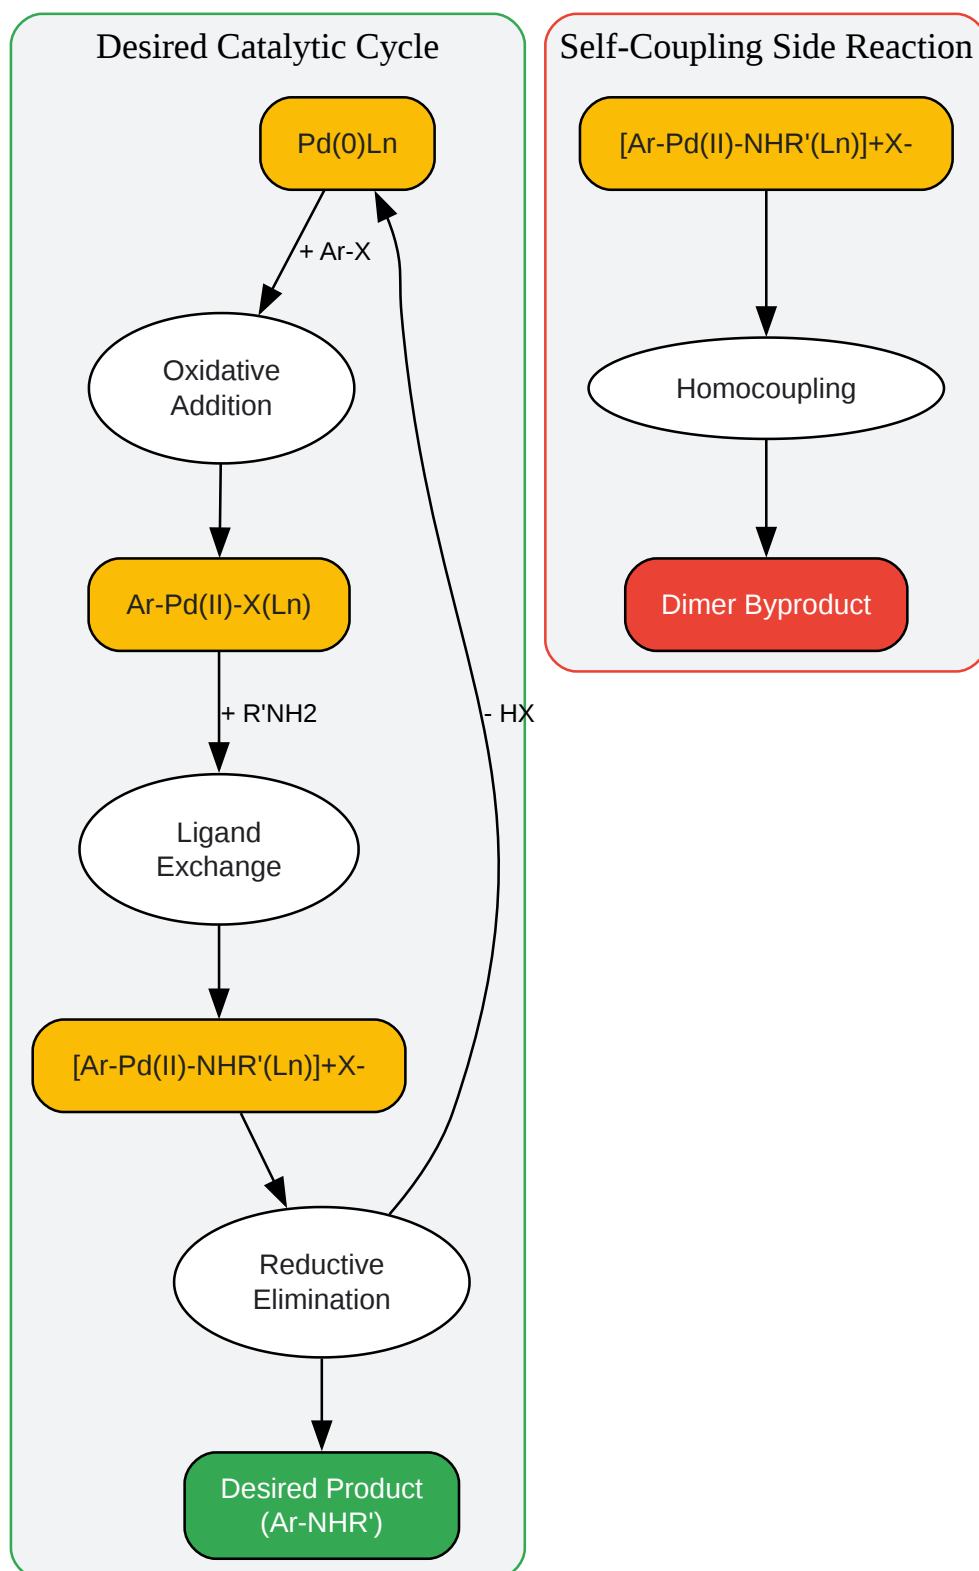 Desired Catalytic Cycle
Pd(0)Ln
+ Ar-X
Oxidative
Addition
Ar-Pd(II)-X(Ln)
+ R'NH2
- HX
Ligand
Exchange
[Ar-Pd(II)-NHR'(Ln)]+X-
Reductive
Elimination
Desired Product
(Ar-NHR')
Self-Coupling Side Reaction
[Ar-Pd(II)-NHR'(Ln)]+X-
Homocoupling
Dimer Byproduct